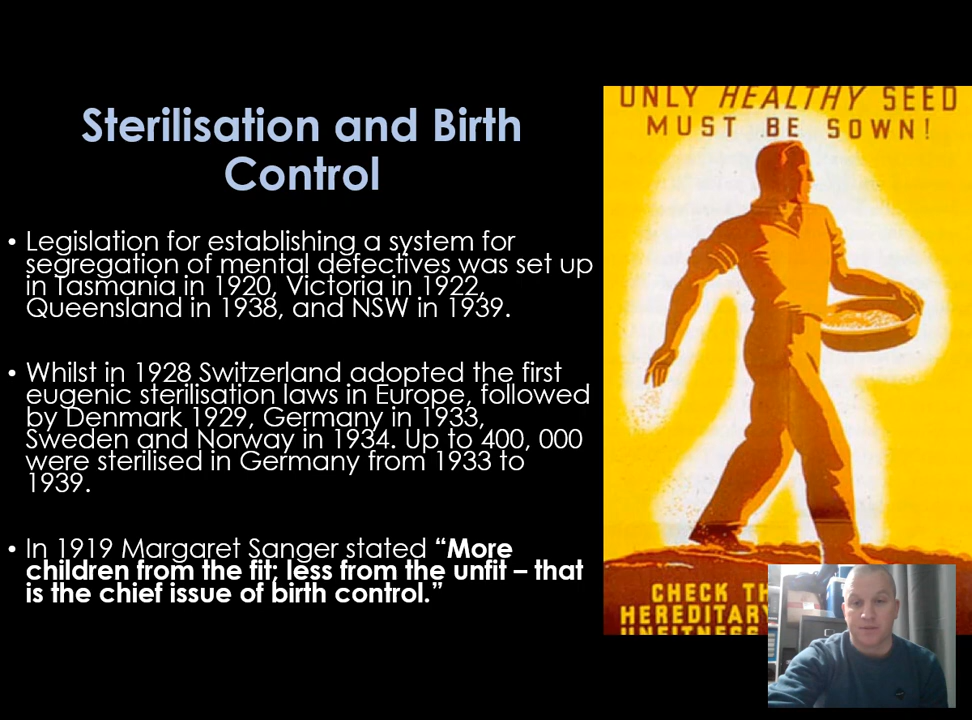 Sterilisation and Birth
Control
• Legislation for establishing a system for
segregation of mental defectives was set up
in Tasmania in 1920, Victoria in 1922,
Queensland in 1938, and NSW in 1939.
• Whilst in 1928 Switzerland adopted the first
eugenic sterilisation laws in Europe, followed
by Denmark 1929, Germany in 1933,
Sweden and Norway in 1934. Up to 400, 000
were sterilised in Germany from 1933 to
1939.
• In 1919 Margaret Sanger stated “More
children from the fit; less from the unfit – that
is the chief issue of birth control.”
ONLY HEALTHY SEED
MUST BE SOWN!
CHECK TH
HEREDITARY
UNFITNESS